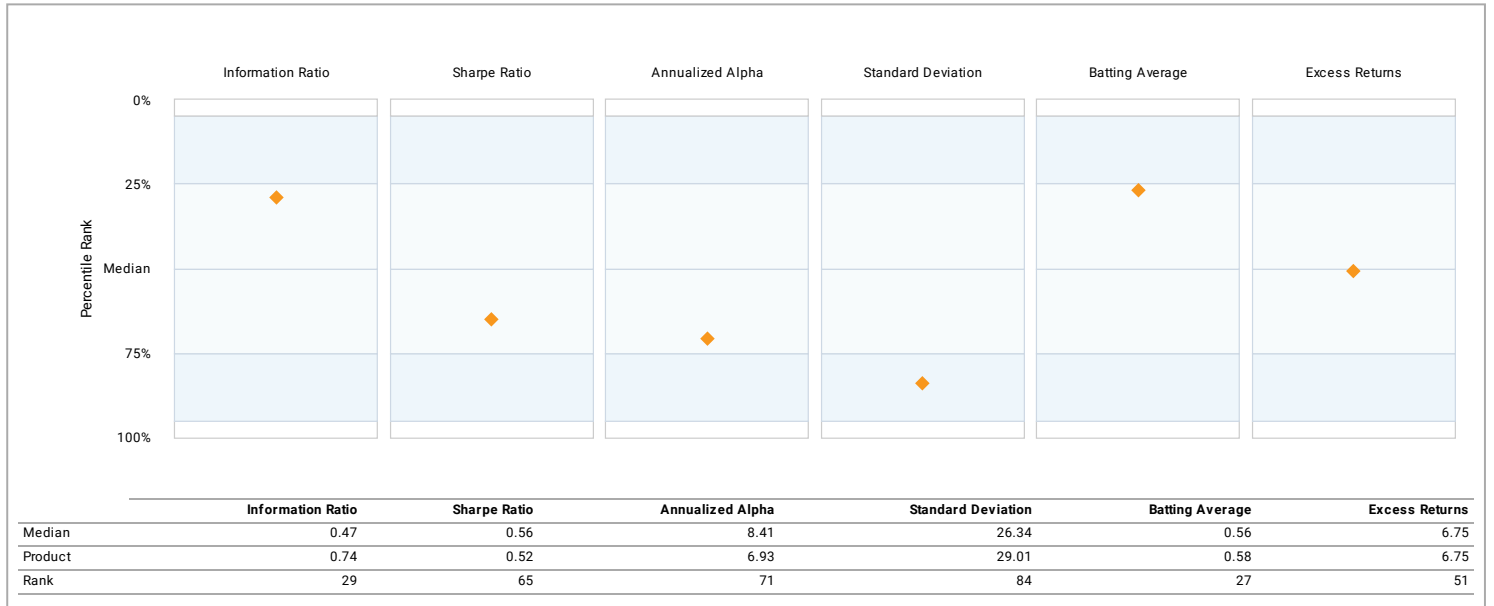 Information Ratio Sharpe Ratio Annualized Alpha Standard Deviation Batting Average Excess Returns
0%
25%
Median
75%
100%
Percentile Rank
Information Ratio Sharpe Ratio Annualized Alpha Standard Deviation Batting Average Excess Returns
Median 0.47 0.56 8.41 26.34 0.56 6.75
Product 0.74 0.52 6.93 29.01 0.58 6.75
Rank 29 65 71 84 27 51